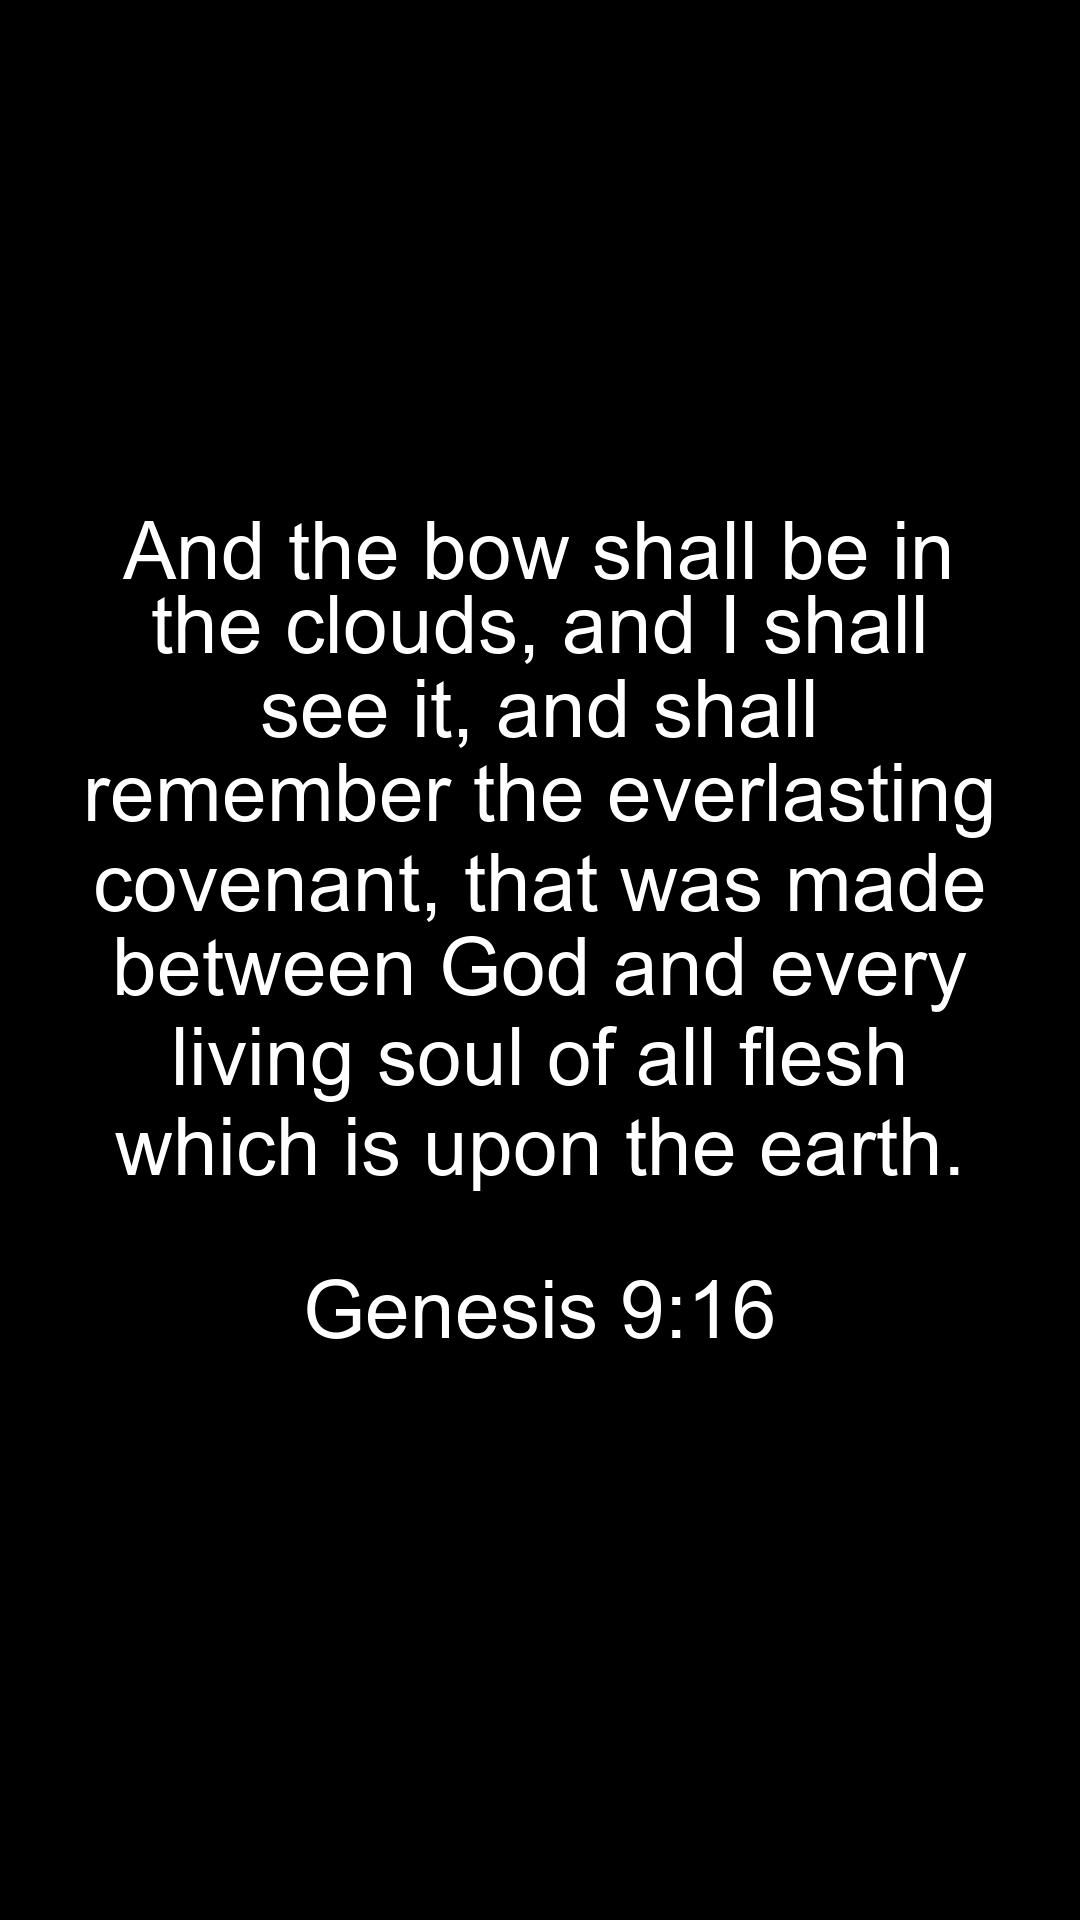 And the bow shall be in
the clouds, and I shall
see it, and shall
remember the everlasting
covenant, that was made
between God and every
living soul of all flesh
which is upon the earth.
Genesis 9:16